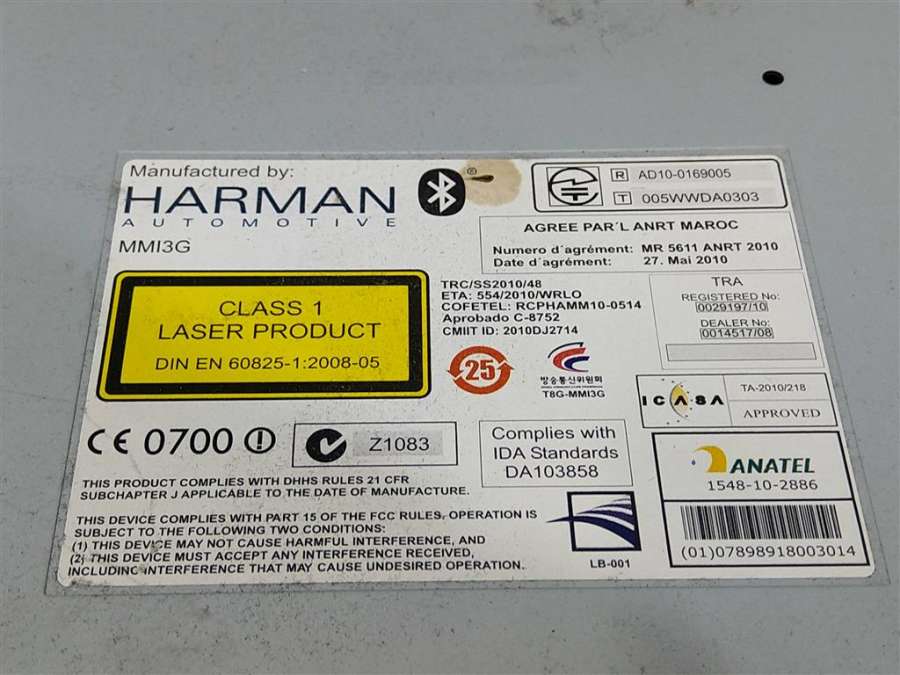 Manufactured by:
HARMAN
AUTOMOTIVE
MMI3G
®
R AD10-0169005
T 005WWDA0303
AGREE PAR'L ANRT MAROC
Numero d´agrément: MR 5611 ANRT 2010
Date d´agrément: 27. Mai 2010
CLASS 1
LASER PRODUCT
DIN EN 60825-1:2008-05
TRC/SS2010/48
ETA: 554/2010/WRLO
COFETEL: RCPHAMM10-0514
Aprobado C-8752
CMIIT ID: 2010DJ2714
TRA
REGISTERED No:
0029197/10
DEALER No:
0014517/08
25
방송통신위원회
T8G-MMI3G
ICASA
TA-2010/218
APPROVED
CE 0700
Z1083
Complies with
IDA Standards
DA103858
ANATEL
1548-10-2886
(01)07898918003014
THIS PRODUCT COMPLIES WITH DHHS RULES 21 CFR
SUBCHAPTER J APPLICABLE TO THE DATE OF MANUFACTURE.
THIS DEVICE COMPLIES WITH PART 15 OF THE FCC RULES. OPERATION IS
SUBJECT TO THE FOLLOWING TWO CONDITIONS:
(1) THIS DEVICE MAY NOT CAUSE HARMFUL INTERFERENCE, AND
(2) THIS DEVICE MUST ACCEPT ANY INTERFERENCE RECEIVED,
INCLUDING INTERFERENCE THAT MAY CAUSE UNDESIRED OPERATION.
LB-001